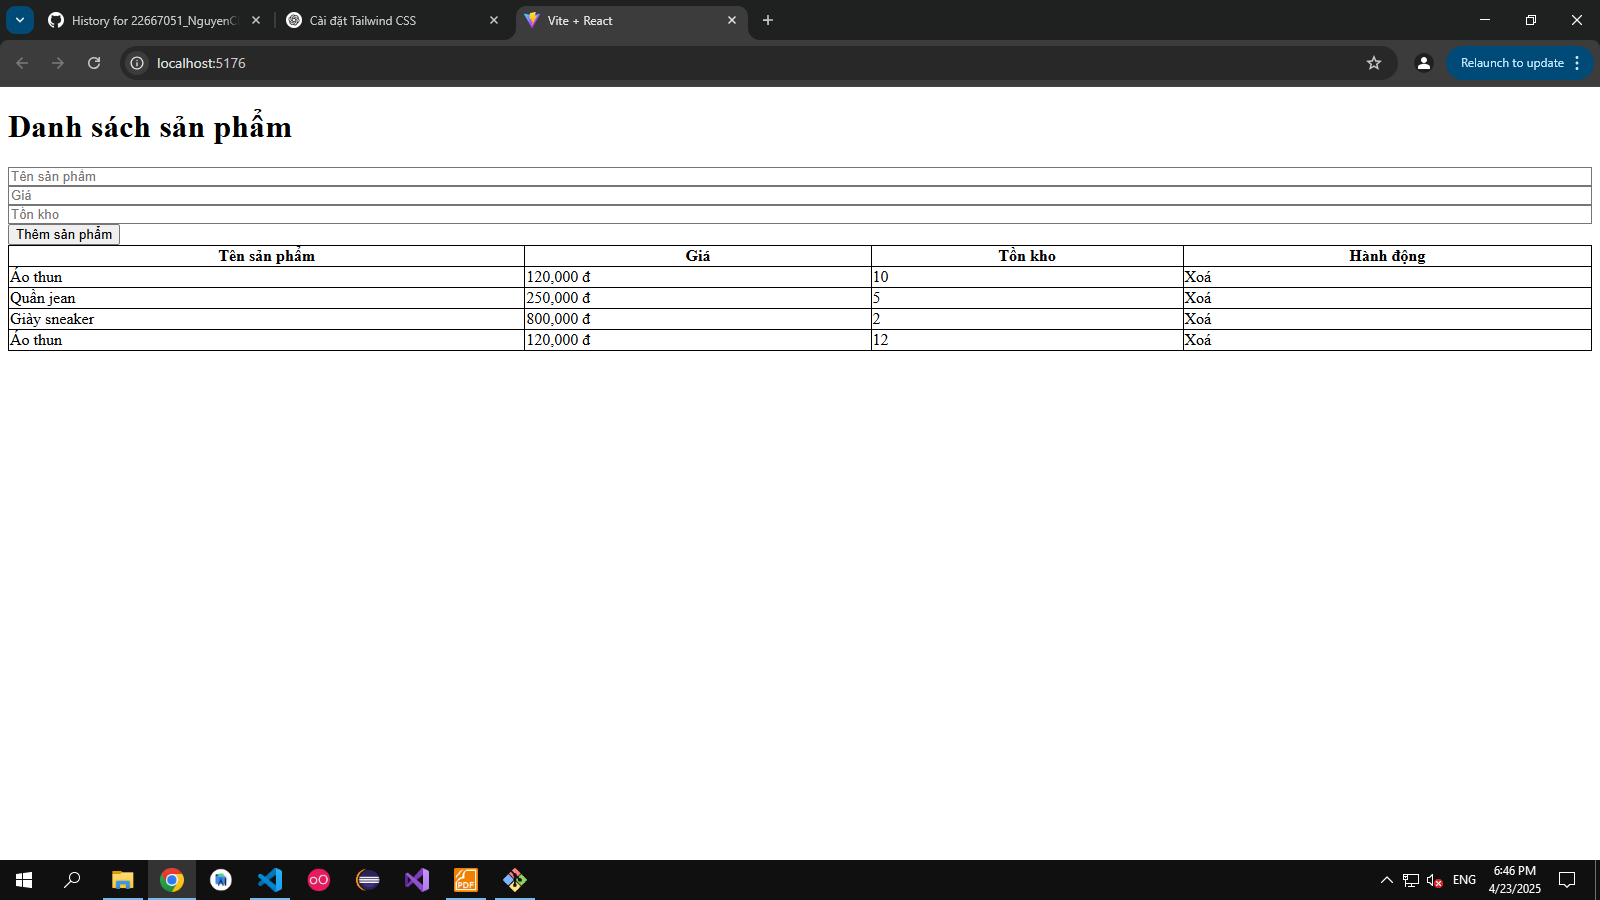 History for 22667051_NguyenC
Cài đặt Tailwind CSS
Vite + React
localhost:5176
Relaunch to update
Danh sách sản phẩm
Tên sản phẩm
Giá
Tồn kho
Thêm sản phẩm
Tên sản phẩm Giá Tồn kho Hành động
Áo thun 120,000 đ 10 Xoá
Quần jean 250,000 đ 5 Xoá
Giày sneaker 800,000 đ 2 Xoá
Áo thun 120,000 đ 12 Xoá
PDF
ENG
6:46 PM
4/23/2025